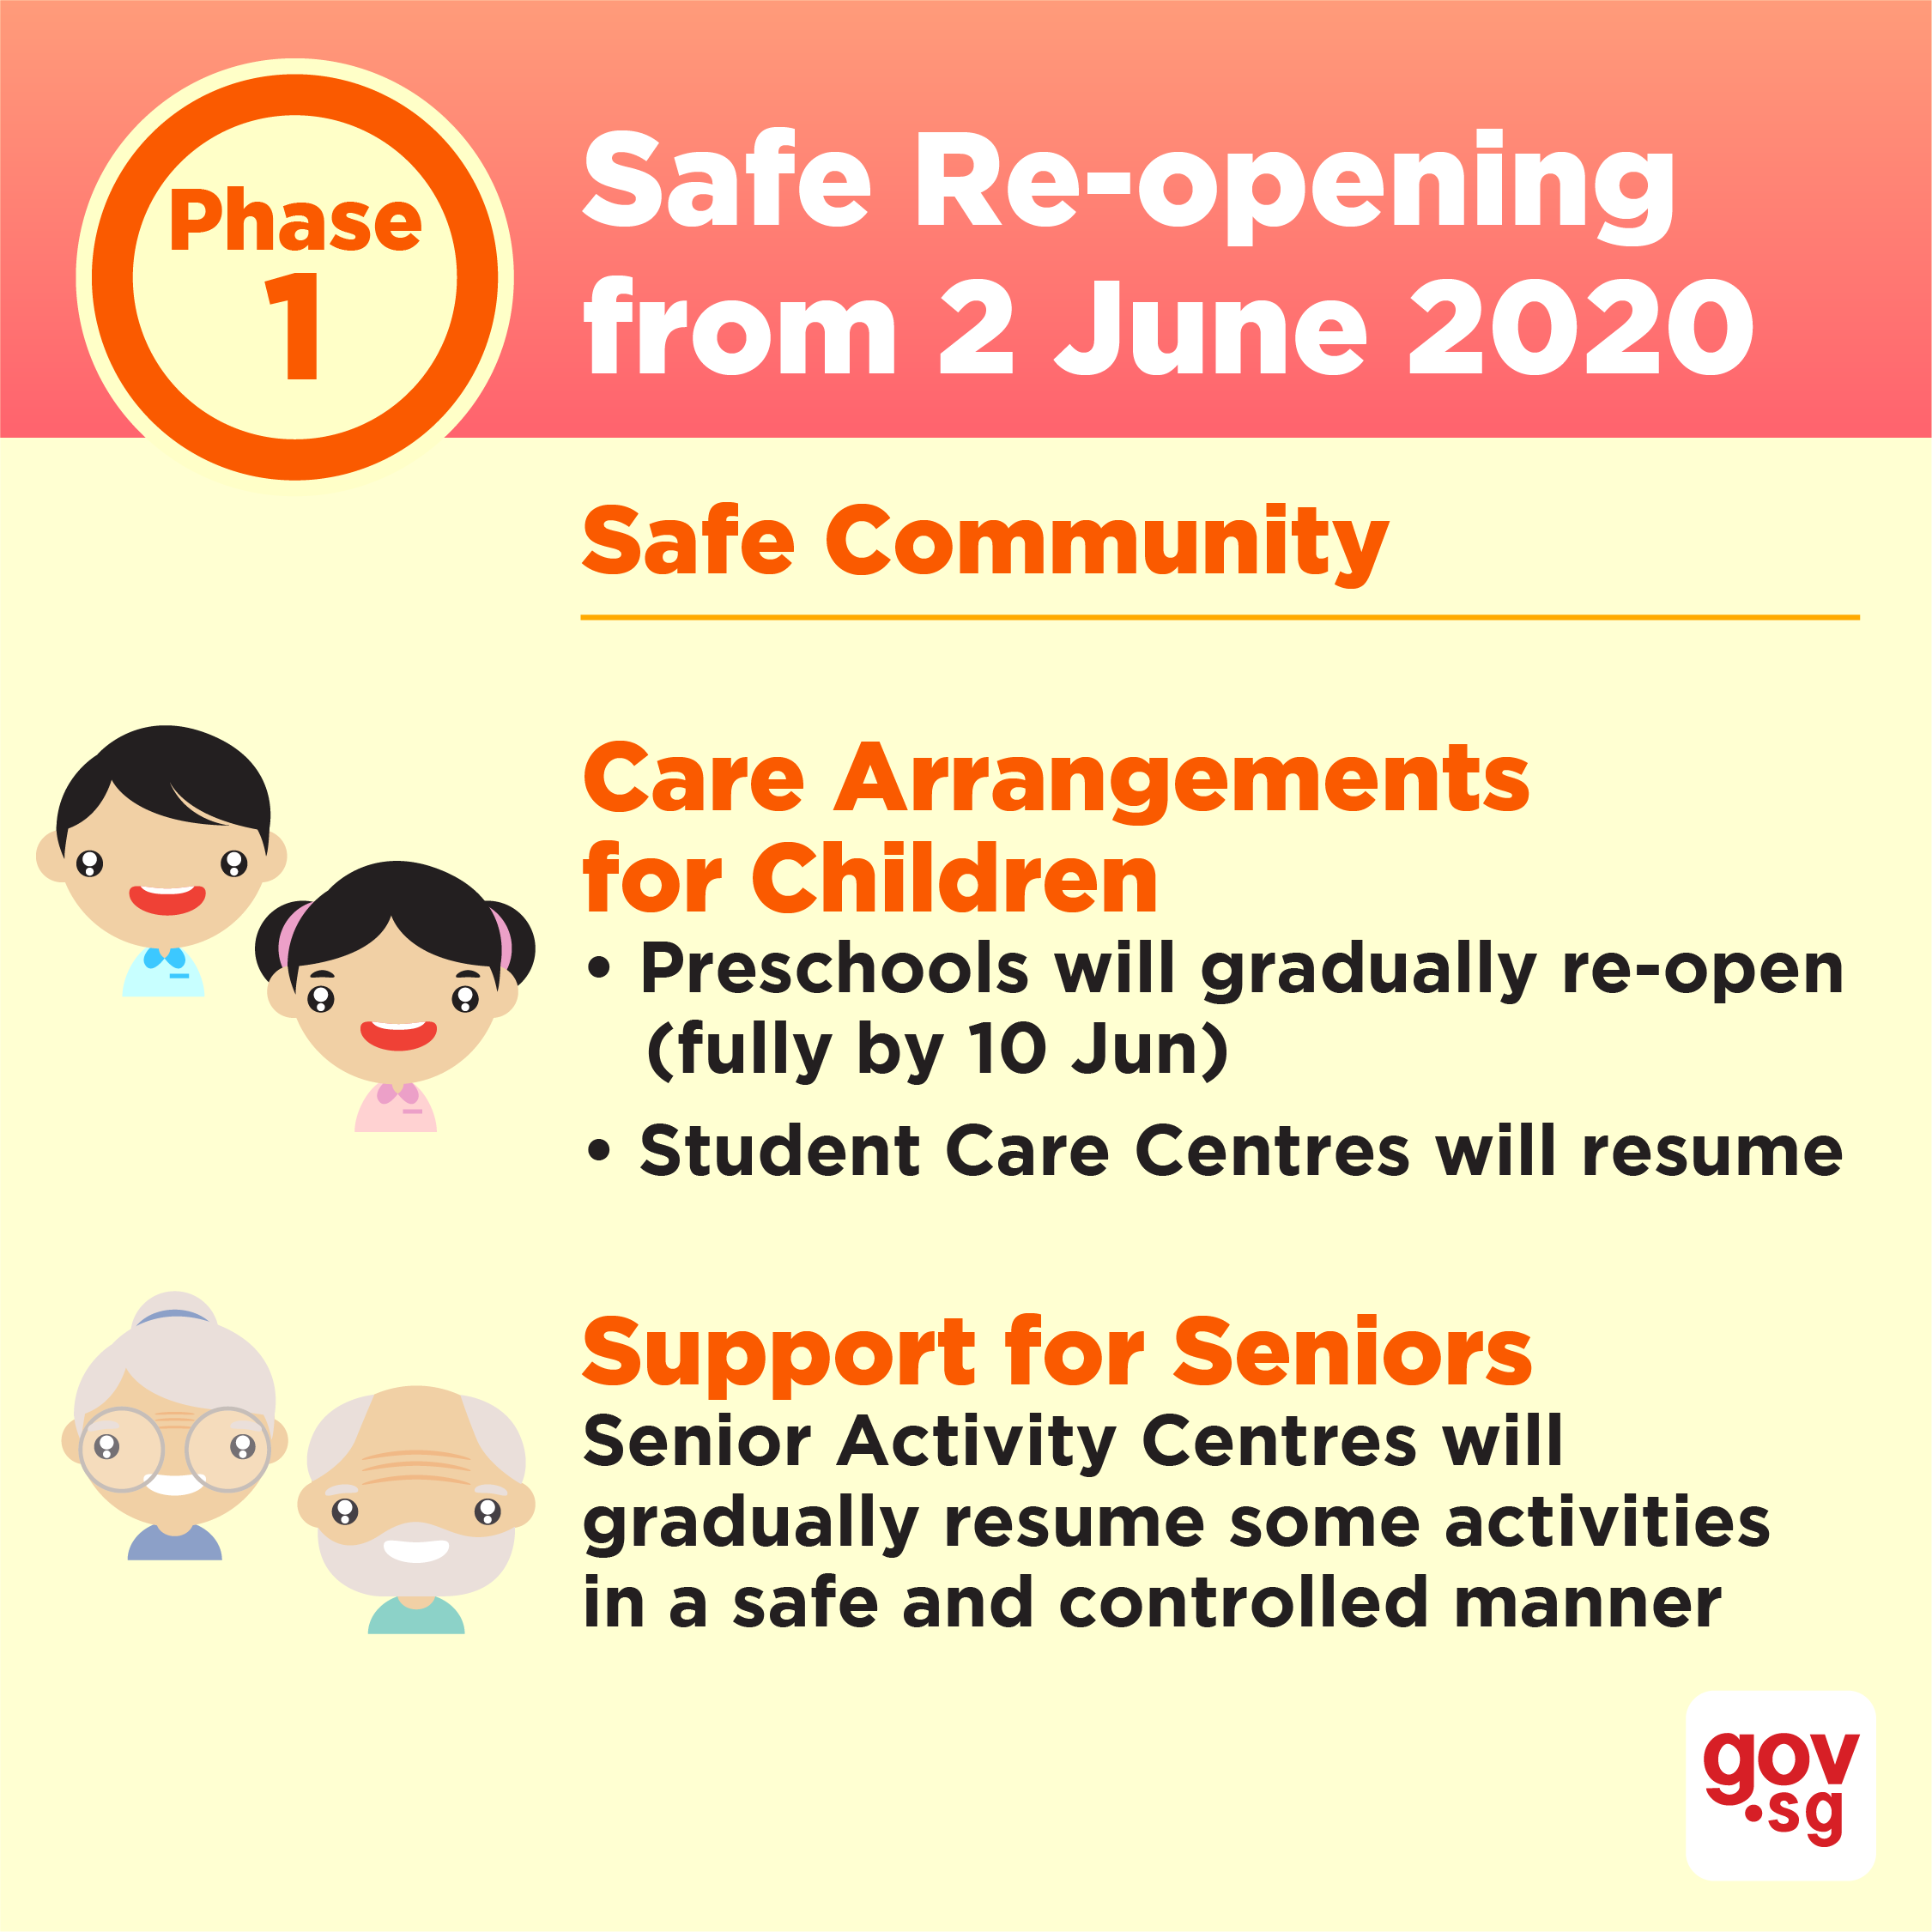 Phase
1
Safe Re-opening
from 2 June 2020
Safe Community
Care Arrangements
for Children
• Preschools will gradually re-open
(fully by 10 Jun)
• Student Care Centres will resume
Support for Seniors
Senior Activity Centres will
gradually resume some activities
in a safe and controlled manner
gov
.sg